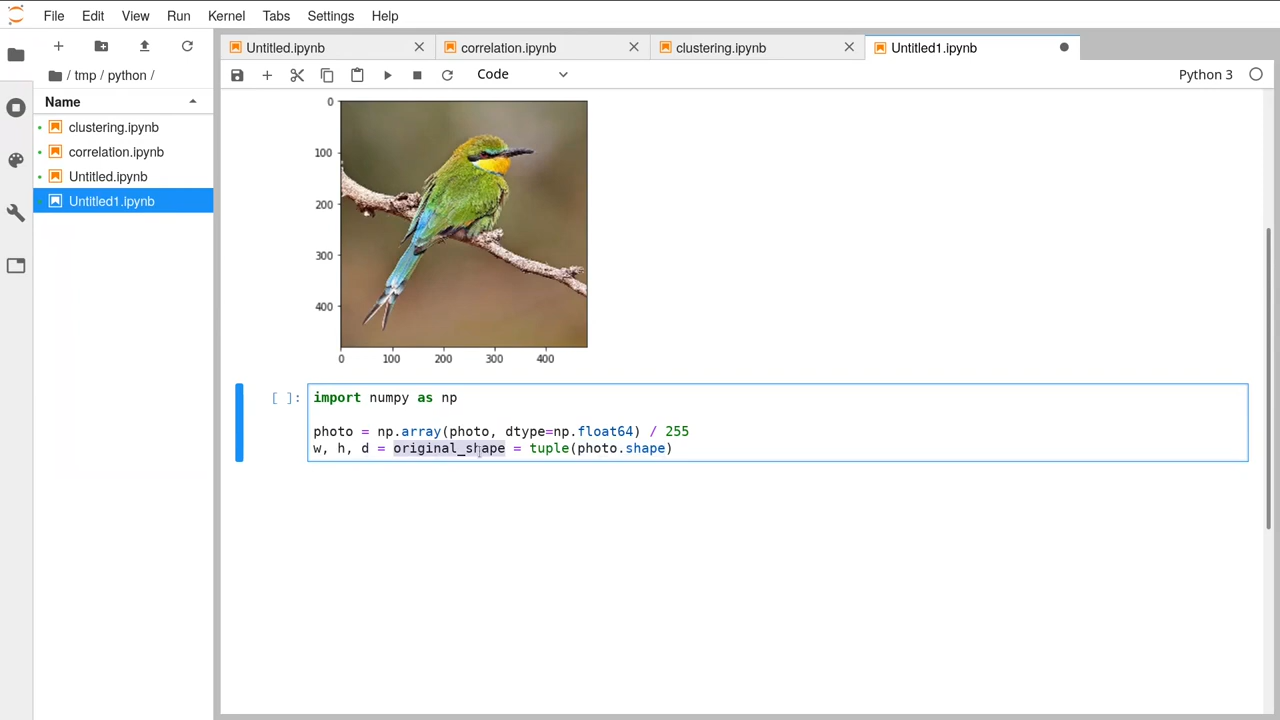 File Edit View Run Kernel Tabs Settings Help
Untitled.ipynb correlation.ipynb clustering.ipynb Untitled1.ipynb
Code Python 3
/ tmp / python /
Name
clustering.ipynb
correlation.ipynb
Untitled.ipynb
Untitled1.ipynb
0
100
200
300
400
0 100 200 300 400
[ ]: import numpy as np
photo = np.array(photo, dtype=np.float64) / 255
w, h, d = original_shape = tuple(photo.shape)